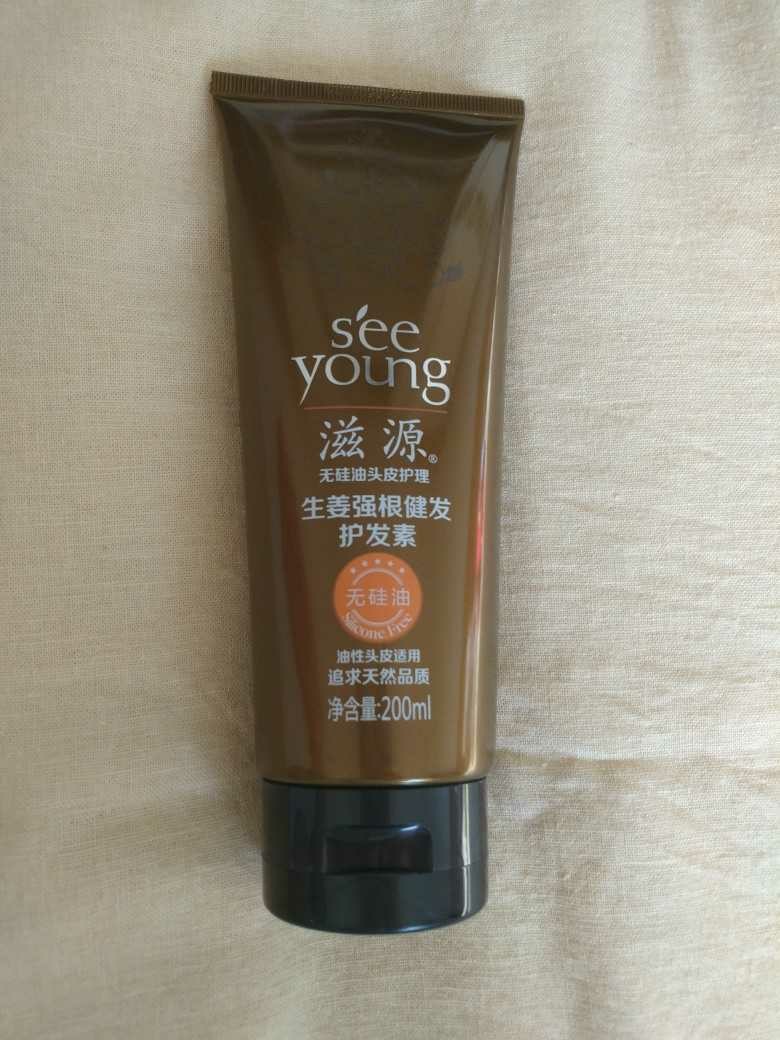 s'ee
young
滋源®
无硅油头皮护理
生姜强根健发
护发素
无硅油
Silicone Free
油性头皮适用
追求天然品质
净含量:200ml